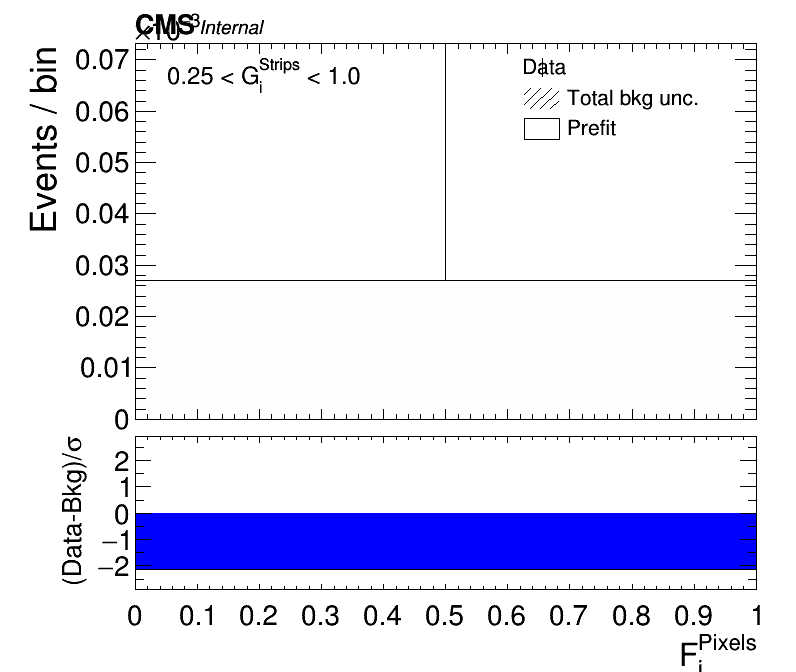 CMS Internal
×10⁻³
0.25 < G_i^Strips < 1.0
Data
Total bkg unc.
Prefit
Events / bin
0.07
0.06
0.05
0.04
0.03
0.02
0.01
0
(Data-Bkg)/σ
2
1
0
−1
−2
0 0.1 0.2 0.3 0.4 0.5 0.6 0.7 0.8 0.9 1
F_i^Pixels